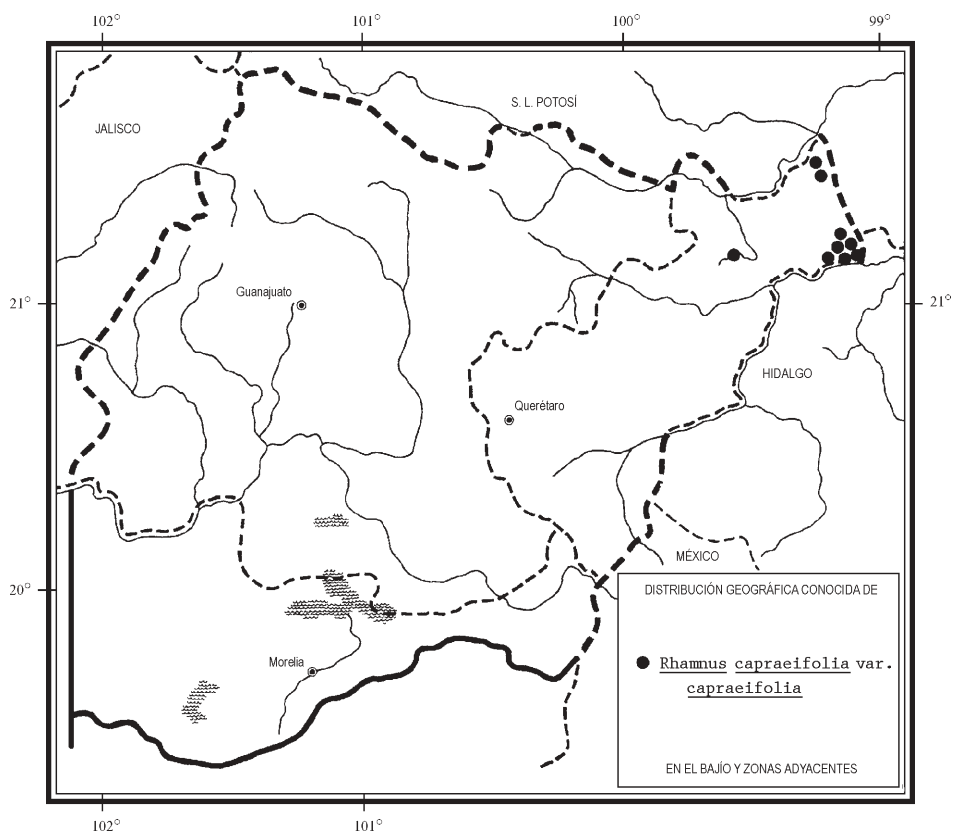 102° 101° 100° 99°
S. L. POTOSÍ
JALISCO
Guanajuato
21° 21°
HIDALGO
Querétaro
MÉXICO
20°
DISTRIBUCIÓN GEOGRÁFICA CONOCIDA DE
Rhamnus capraeifolia var.
capraeifolia
Morelia
EN EL BAJÍO Y ZONAS ADYACENTES
102° 101°